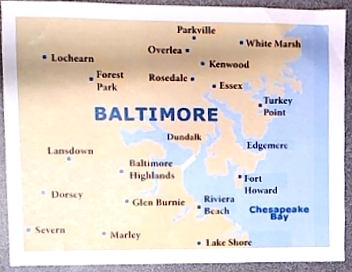 Parkville
White Marsh
Overlea
Lochearn
Kenwood
Forest
Park
Rosedale
Essex
Turkey
Point
BALTIMORE
Dundalk
Edgemere
Lansdown
Baltimore
Highlands
Fort
Howard
Dorsey
Glen Burnie
Riviera
Beach
Chesapeake
Bay
Severn
Marley
Lake Shore